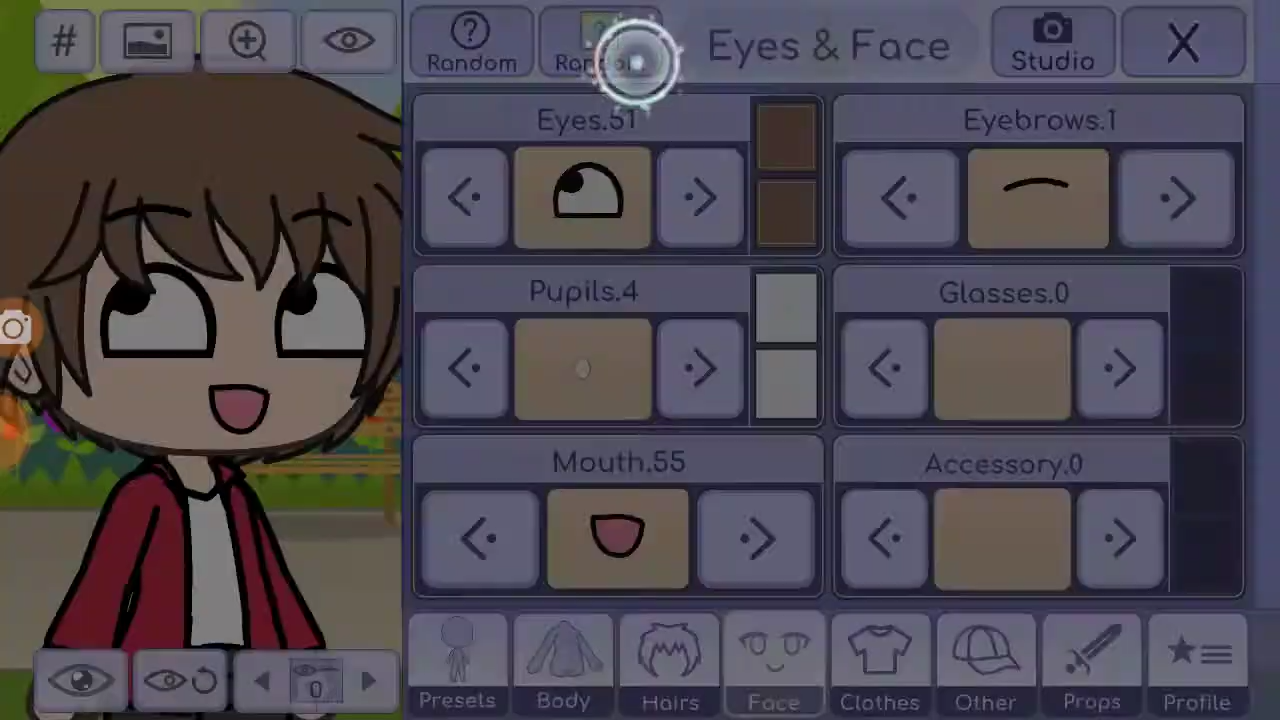 #
Random
Random
Eyes & Face
Studio
X
Eyes.51
Eyebrows.1
Pupils.4
Glasses.0
Mouth.55
Accessory.0
0
Presets
Body
Hairs
Face
Clothes
Other
Props
Profile